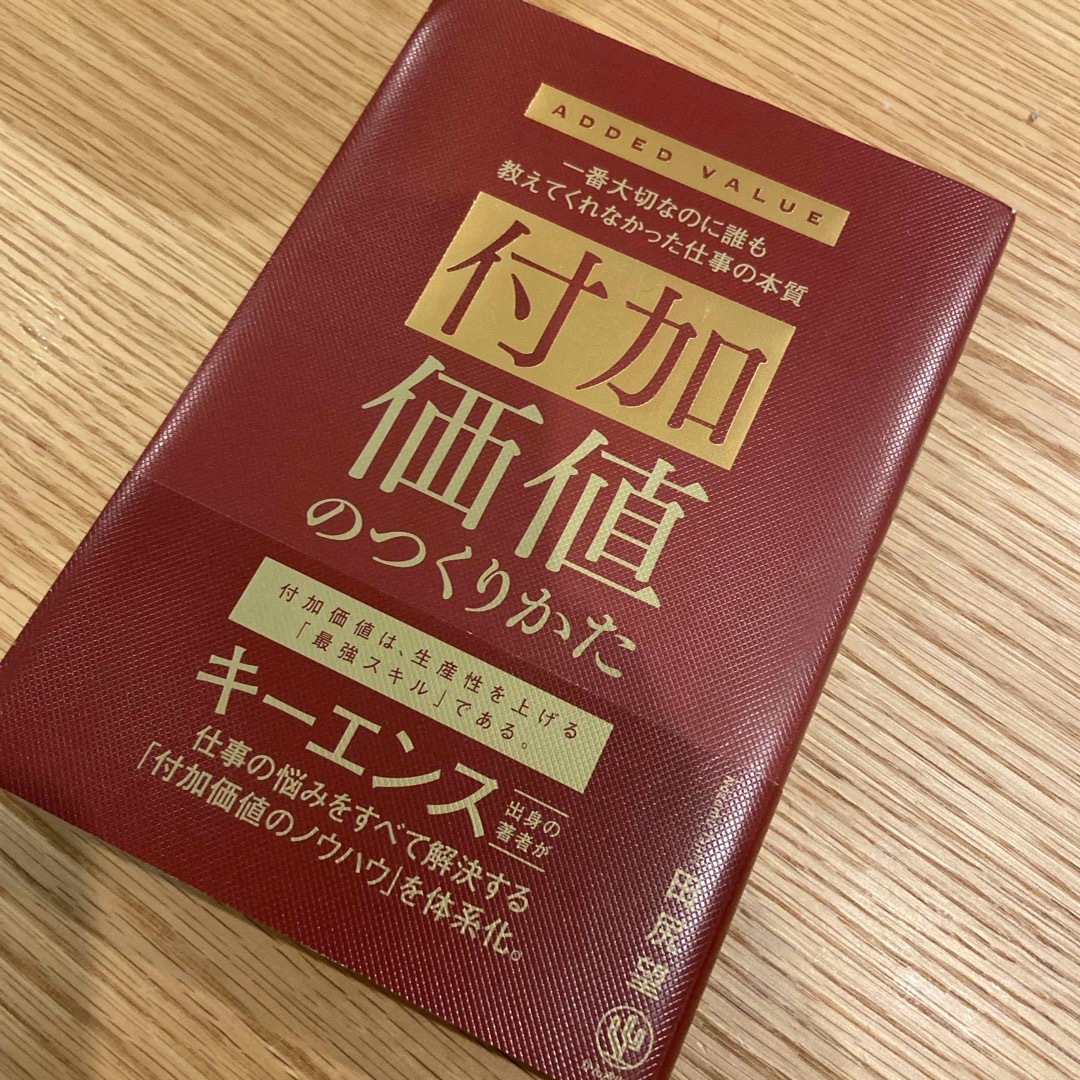 ADDED VALUE
一番大切なのに誰も
教えてくれなかった仕事の本質
付加
価値
のつくりかた
付加価値は、生産性を上げる
「最強スキル」である。
キーエンス
出身の
著者が
仕事の悩みをすべて解決する
「付加価値のノウハウ」を体系化。
田尻望